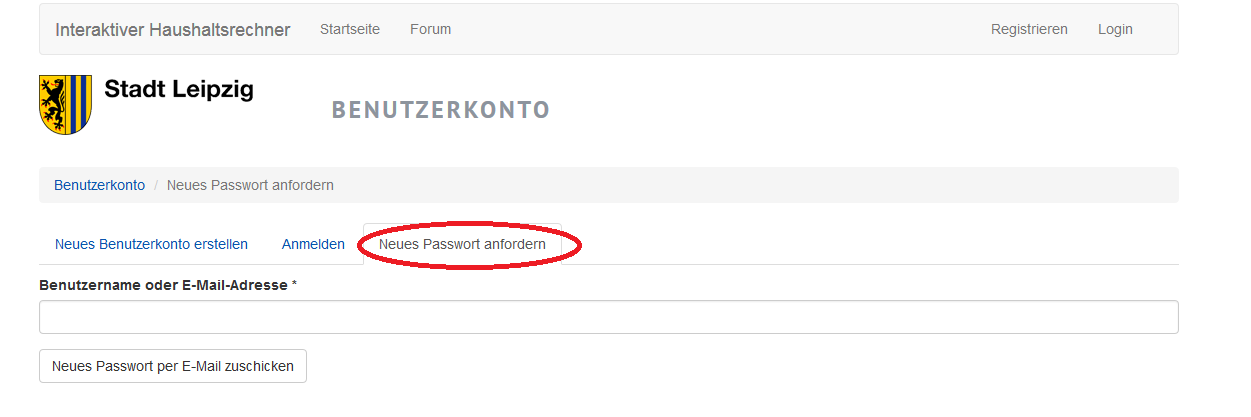 Interaktiver Haushaltsrechner Startseite Forum Registrieren Login
Stadt Leipzig
BENUTZERKONTO
Benutzerkonto / Neues Passwort anfordern
Neues Benutzerkonto erstellen Anmelden Neues Passwort anfordern
Benutzername oder E-Mail-Adresse *
Neues Passwort per E-Mail zuschicken